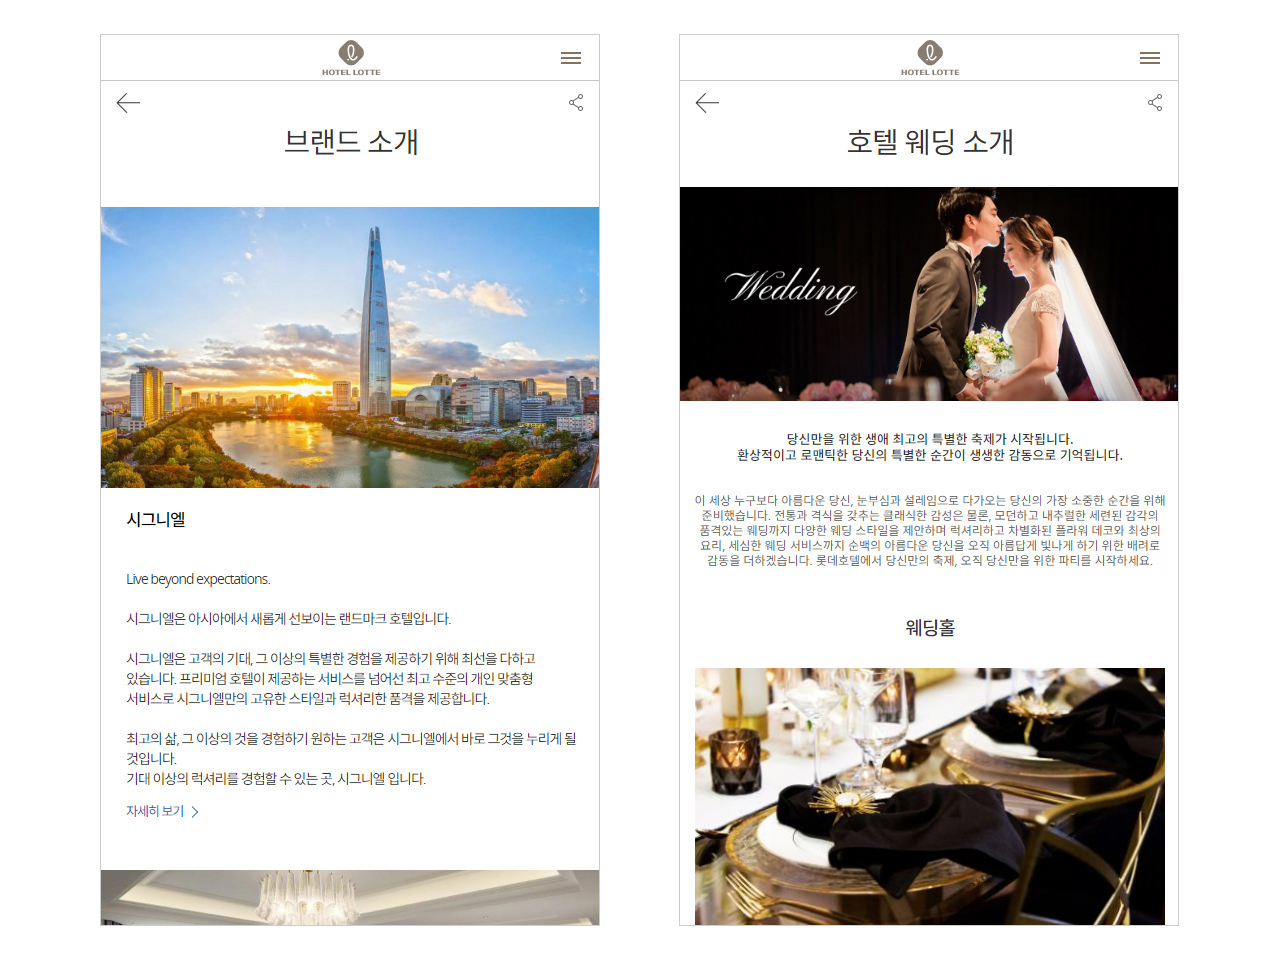 HOTEL LOTTE
브랜드 소개
시그니엘
Live beyond expectations.
시그니엘은 아시아에서 새롭게 선보이는 랜드마크 호텔입니다.
시그니엘은 고객의 기대, 그 이상의 특별한 경험을 제공하기 위해 최선을 다하고
있습니다. 프리미엄 호텔이 제공하는 서비스를 넘어선 최고 수준의 개인 맞춤형
서비스로 시그니엘만의 고유한 스타일과 럭셔리한 품격을 제공합니다.
최고의 삶, 그 이상의 것을 경험하기 원하는 고객은 시그니엘에서 바로 그것을 누리게 될
것입니다.
기대 이상의 럭셔리를 경험할 수 있는 곳, 시그니엘 입니다.
자세히 보기
HOTEL LOTTE
호텔 웨딩 소개
Wedding
당신만을 위한 생애 최고의 특별한 축제가 시작됩니다.
환상적이고 로맨틱한 당신의 특별한 순간이 생생한 감동으로 기억됩니다.
이 세상 누구보다 아름다운 당신, 눈부심과 설레임으로 다가오는 당신의 가장 소중한 순간을 위해
준비했습니다. 전통과 격식을 갖추는 클래식한 감성은 물론, 모던하고 내추럴한 세련된 감각의
품격있는 웨딩까지 다양한 웨딩 스타일을 제안하며 럭셔리하고 차별화된 플라워 데코와 최상의
요리, 세심한 웨딩 서비스까지 순백의 아름다운 당신을 오직 아름답게 빛나게 하기 위한 배려로
감동을 더하겠습니다. 롯데호텔에서 당신만의 축제, 오직 당신만을 위한 파티를 시작하세요.
웨딩홀